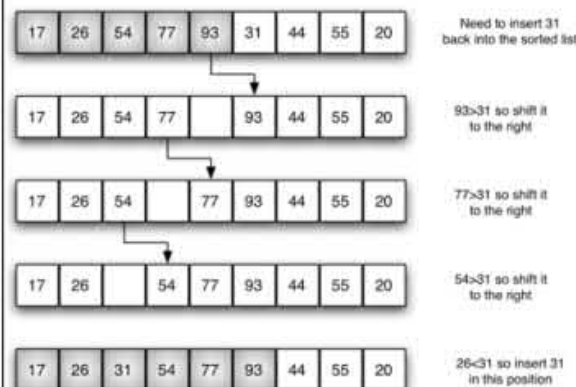 17 26 54 77 93 31 44 55 20
Need to insert 31
back into the sorted list
17 26 54 77 93 44 55 20
93>31 so shift it
to the right
17 26 54 77 93 44 55 20
77>31 so shift it
to the right
17 26 54 77 93 44 55 20
54>31 so shift it
to the right
17 26 31 54 77 93 44 55 20
26<31 so insert 31
in this position